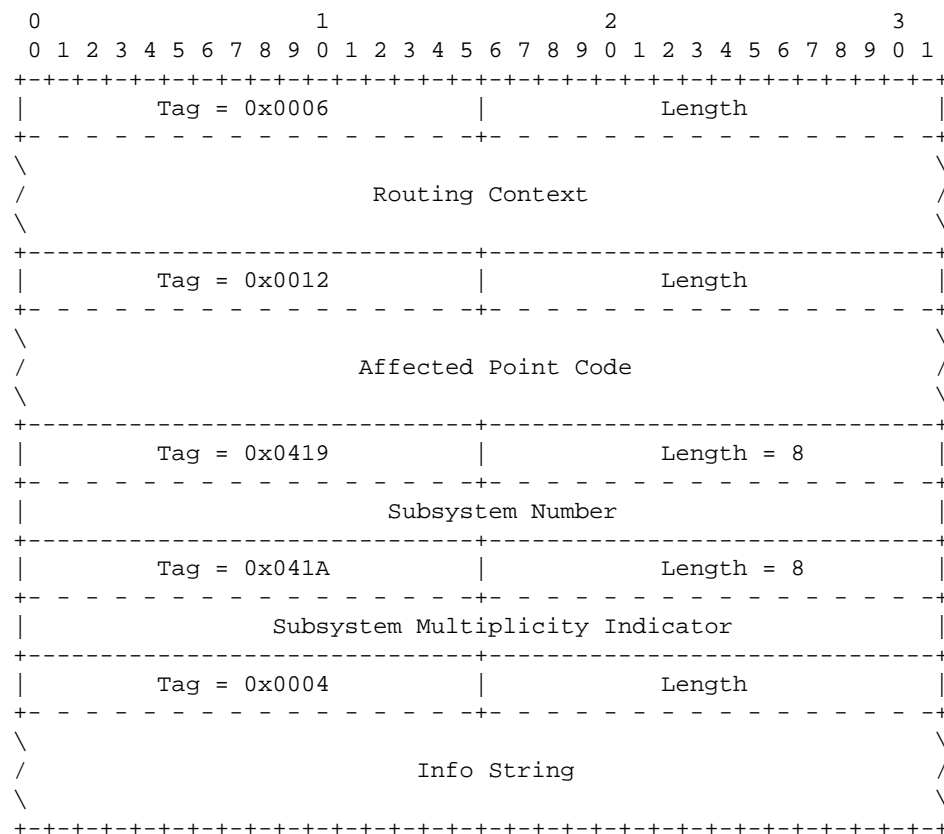 0                   1                   2                   3
 0 1 2 3 4 5 6 7 8 9 0 1 2 3 4 5 6 7 8 9 0 1 2 3 4 5 6 7 8 9 0 1
+-+-+-+-+-+-+-+-+-+-+-+-+-+-+-+-+-+-+-+-+-+-+-+-+-+-+-+-+-+-+-+-+
|         Tag = 0x0006          |            Length             |
+- - - - - - - - - - - - - - - -+- - - - - - - - - - - - - - - -+
\                                                               \
/                        Routing Context                        /
\                                                               \
+-------------------------------+-------------------------------+
|         Tag = 0x0012          |            Length             |
+- - - - - - - - - - - - - - - -+- - - - - - - - - - - - - - - -+
\                                                               \
/                       Affected Point Code                     /
\                                                               \
+-------------------------------+-------------------------------+
|         Tag = 0x0419          |            Length = 8         |
+- - - - - - - - - - - - - - - -+- - - - - - - - - - - - - - - -+
|                         Subsystem Number                      |
+-------------------------------+-------------------------------+
|         Tag = 0x041A          |            Length = 8         |
+- - - - - - - - - - - - - - - -+- - - - - - - - - - - - - - - -+
|                 Subsystem Multiplicity Indicator              |
+-------------------------------+-------------------------------+
|         Tag = 0x0004          |            Length             |
+- - - - - - - - - - - - - - - -+- - - - - - - - - - - - - - - -+
\                                                               \
/                           Info String                         /
\                                                               \
+-+-+-+-+-+-+-+-+-+-+-+-+-+-+-+-+-+-+-+-+-+-+-+-+-+-+-+-+-+-+-+-+